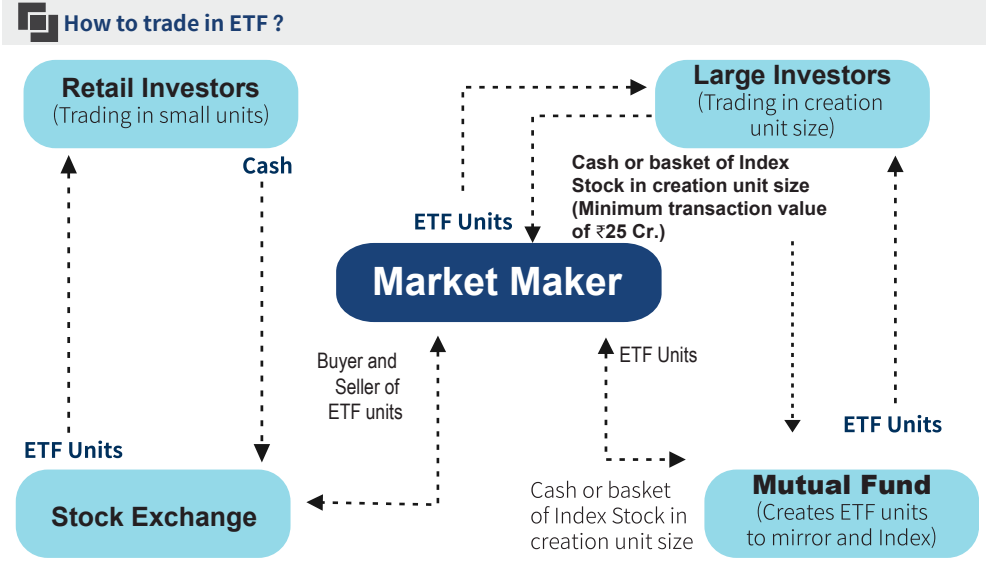 How to trade in ETF ?
Retail Investors
(Trading in small units)
Large Investors
(Trading in creation
unit size)
Cash
Cash or basket of Index
Stock in creation unit size
(Minimum transaction value
of ₹25 Cr.)
ETF Units
Market Maker
Buyer and
Seller of
ETF units
ETF Units
ETF Units
ETF Units
Stock Exchange
Cash or basket
of Index Stock in
creation unit size
Mutual Fund
(Creates ETF units
to mirror and Index)